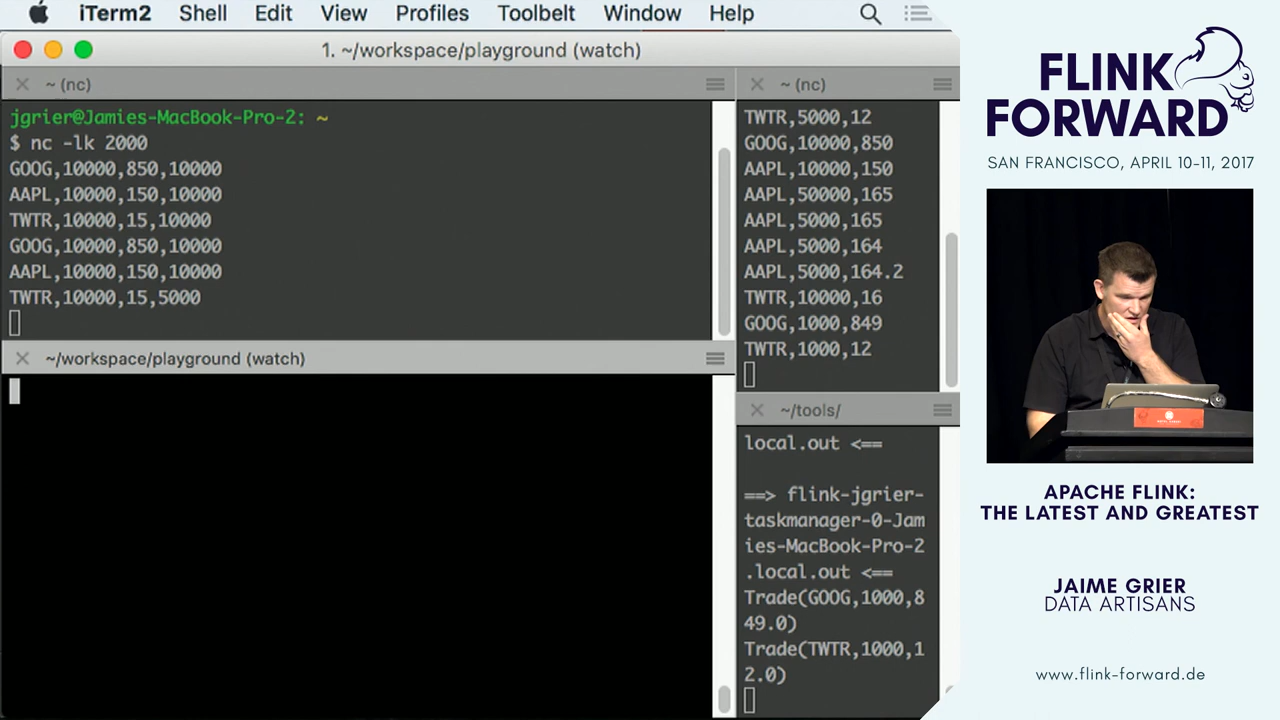 iTerm2 Shell Edit View Profiles Toolbelt Window Help
1. ~/workspace/playground (watch)
~ (nc)
jgrier@Jamies-MacBook-Pro-2: ~
$ nc -lk 2000
GOOG,10000,850,10000
AAPL,10000,150,10000
TWTR,10000,15,10000
GOOG,10000,850,10000
AAPL,10000,150,10000
TWTR,10000,15,5000
~/workspace/playground (watch)
~ (nc)
TWTR,5000,12
GOOG,10000,850
AAPL,10000,150
AAPL,50000,165
AAPL,5000,165
AAPL,5000,164
AAPL,5000,164.2
TWTR,10000,16
GOOG,1000,849
TWTR,1000,12
~/tools/
local.out <==
==> flink-jgrier-
taskmanager-0-Jam
ies-MacBook-Pro-2
.local.out <==
Trade(GOOG,1000,8
49.0)
Trade(TWTR,1000,1
2.0)
FLINK
FORWARD
SAN FRANCISCO, APRIL 10-11, 2017
APACHE FLINK:
THE LATEST AND GREATEST
JAIME GRIER
DATA ARTISANS
www.flink-forward.de